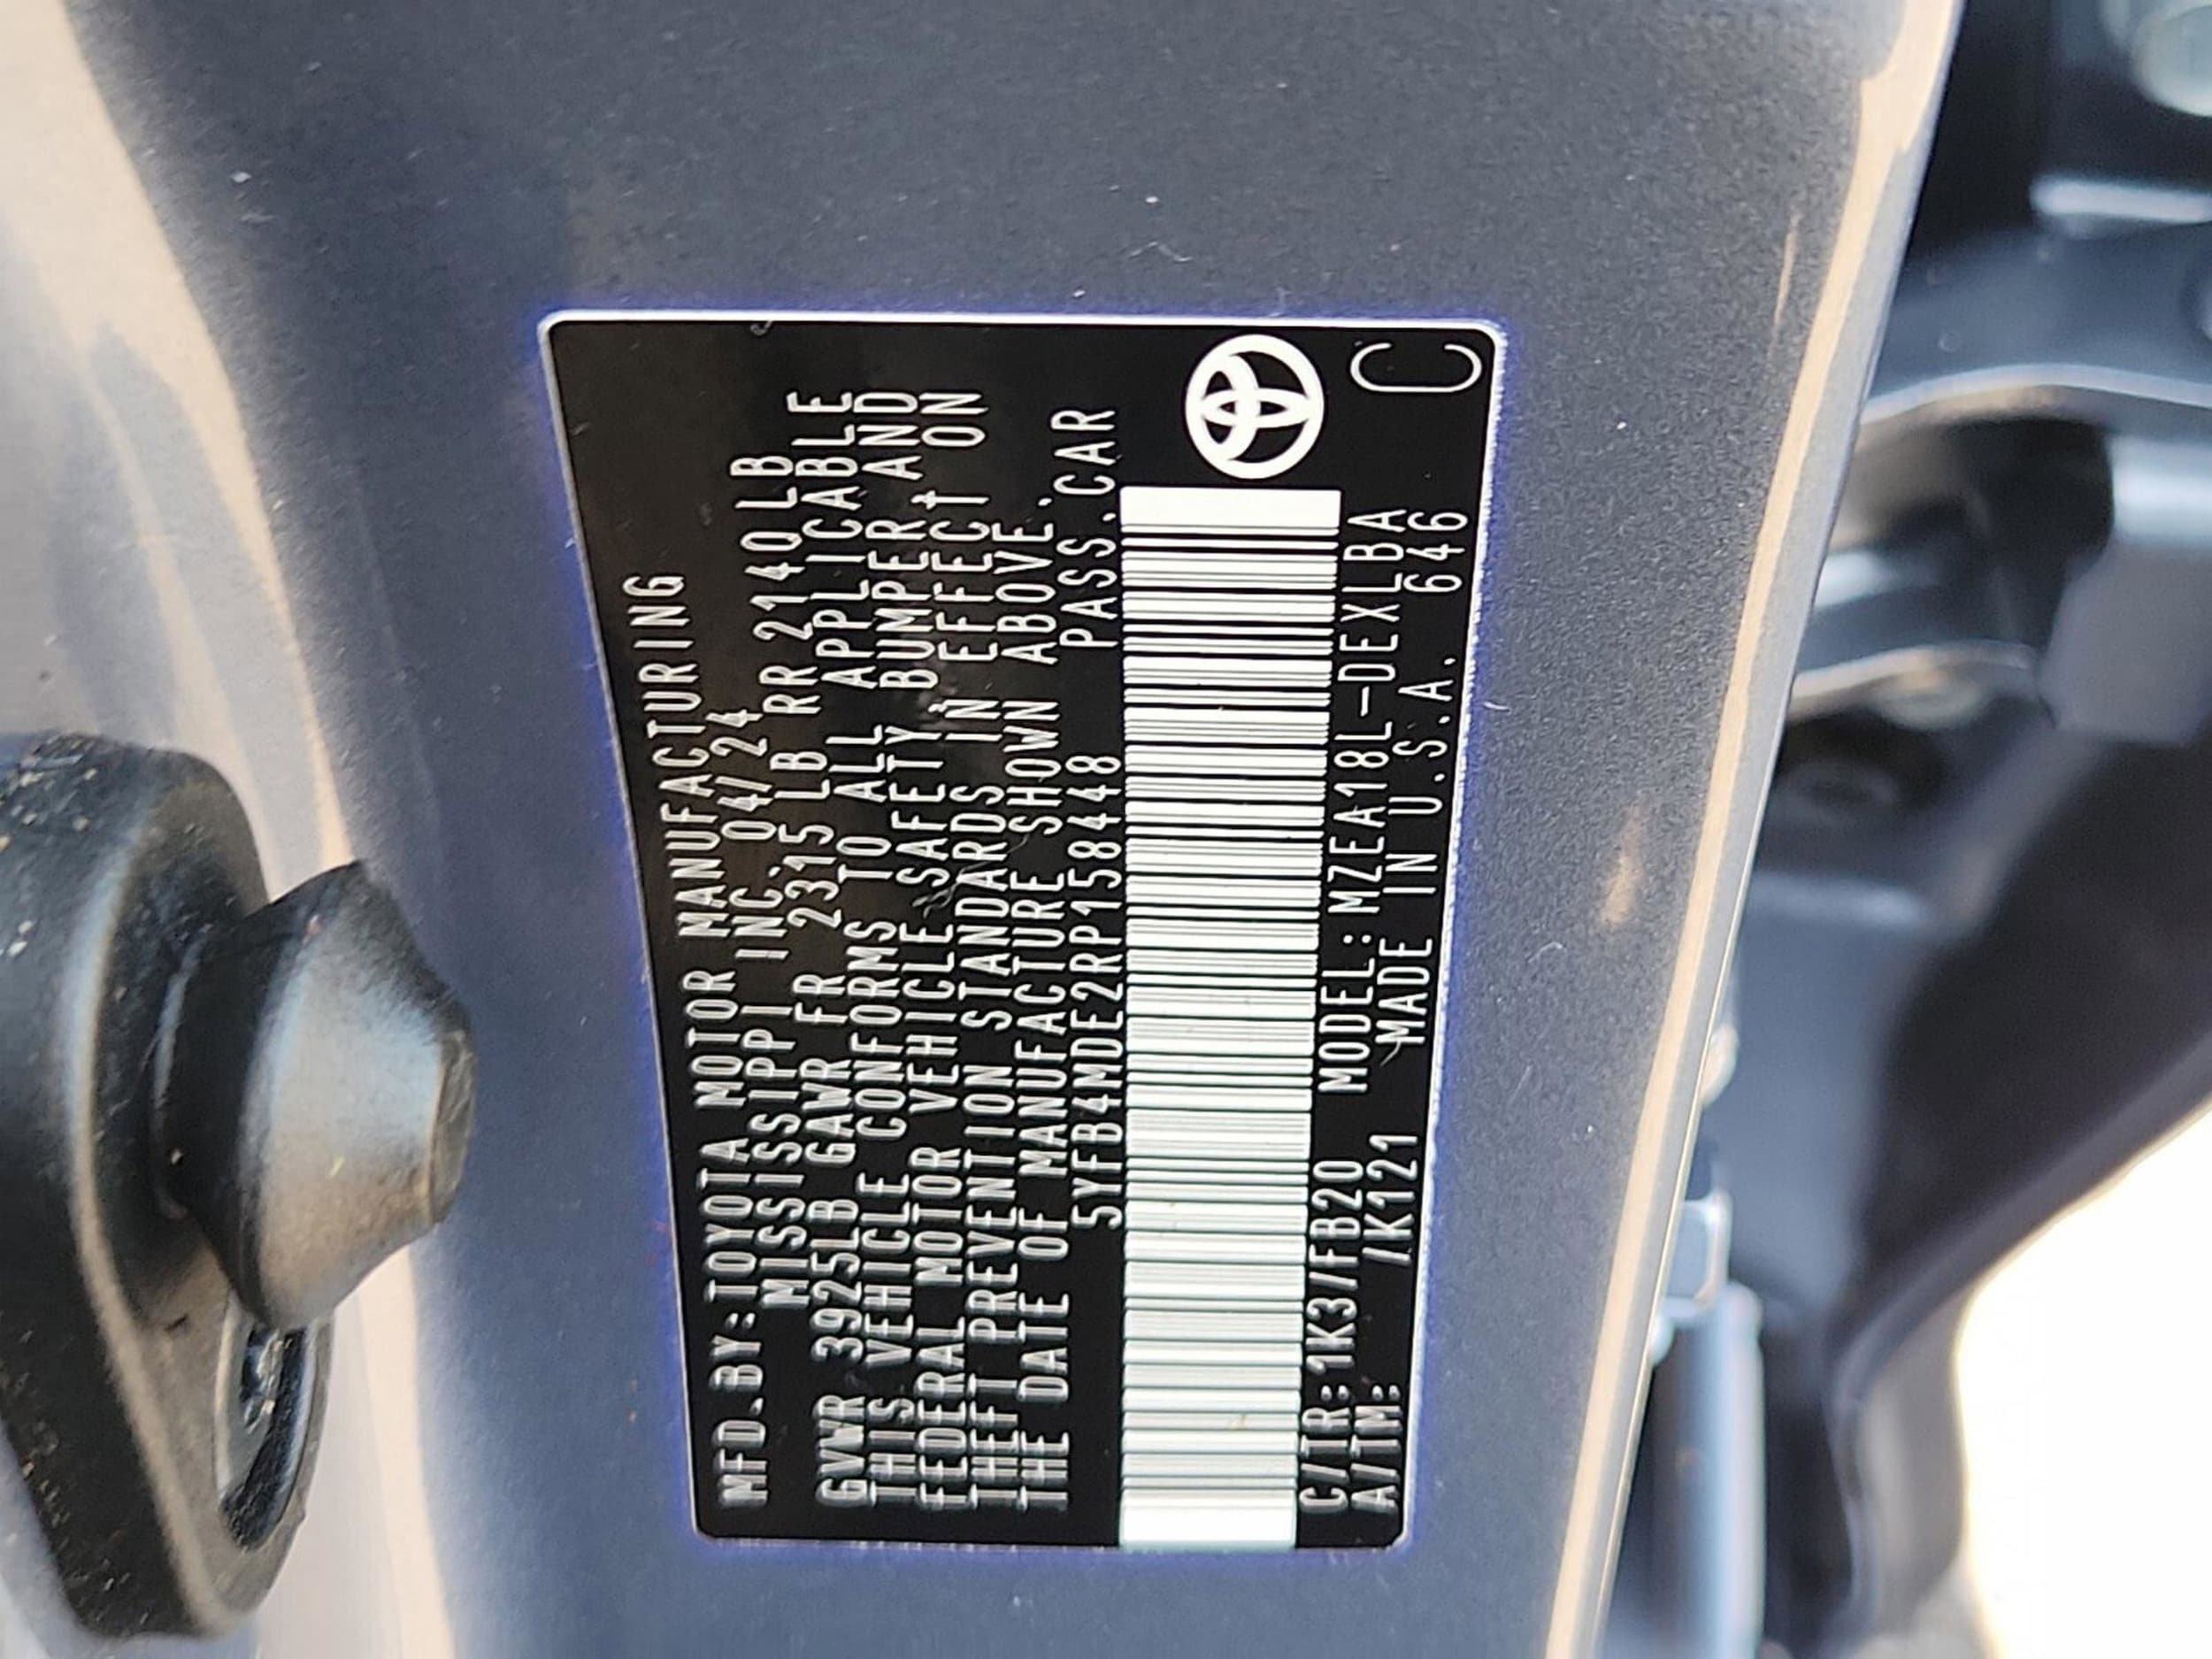 MFD.BY:TOYOTA MOTOR MANUFACTURING
MISSISSIPPI INC. 04/24
GVWR 3925LB GAWR FR 2315LB RR 2140LB
THIS VEHICLE CONFORMS TO ALL APPLICABLE
FEDERAL MOTOR VEHICLE SAFETY, BUMPER AND
THEFT PREVENTION STANDARDS IN EFFECT ON
THE DATE OF MANUFACTURE SHOWN ABOVE.
5YFB4MDE2RP158448 PASS.CAR
C/TR:1K3/FB20 MODEL:MZEA18L-DEXLBA
A/TM: /K121 MADE IN U.S.A. 646
C